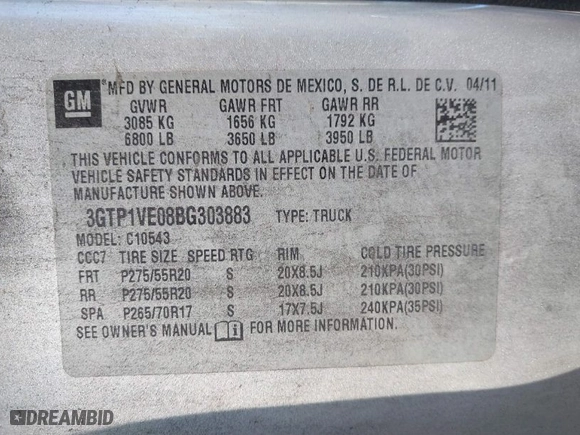 GM
MFD BY GENERAL MOTORS DE MEXICO, S. DE R.L. DE C.V. 04/11
GVWR GAWR FRT GAWR RR
3085 KG 1656 KG 1792 KG
6800 LB 3650 LB 3950 LB
THIS VEHICLE CONFORMS TO ALL APPLICABLE U.S. FEDERAL MOTOR
VEHICLE SAFETY STANDARDS IN EFFECT ON THE DATE OF
MANUFACTURE SHOWN ABOVE.
3GTP1VE08BG303883 TYPE: TRUCK
MODEL: C10543
CGC7 TIRE SIZE SPEED RTG RIM COLD TIRE PRESSURE
FRT P275/55R20 S 20X8.5J 210KPA(30PSI)
RR P275/55R20 S 20X8.5J 210KPA(30PSI)
SPA P265/70R17 S 17X7.5J 240KPA(35PSI)
SEE OWNER'S MANUAL FOR MORE INFORMATION.
DREAMBID